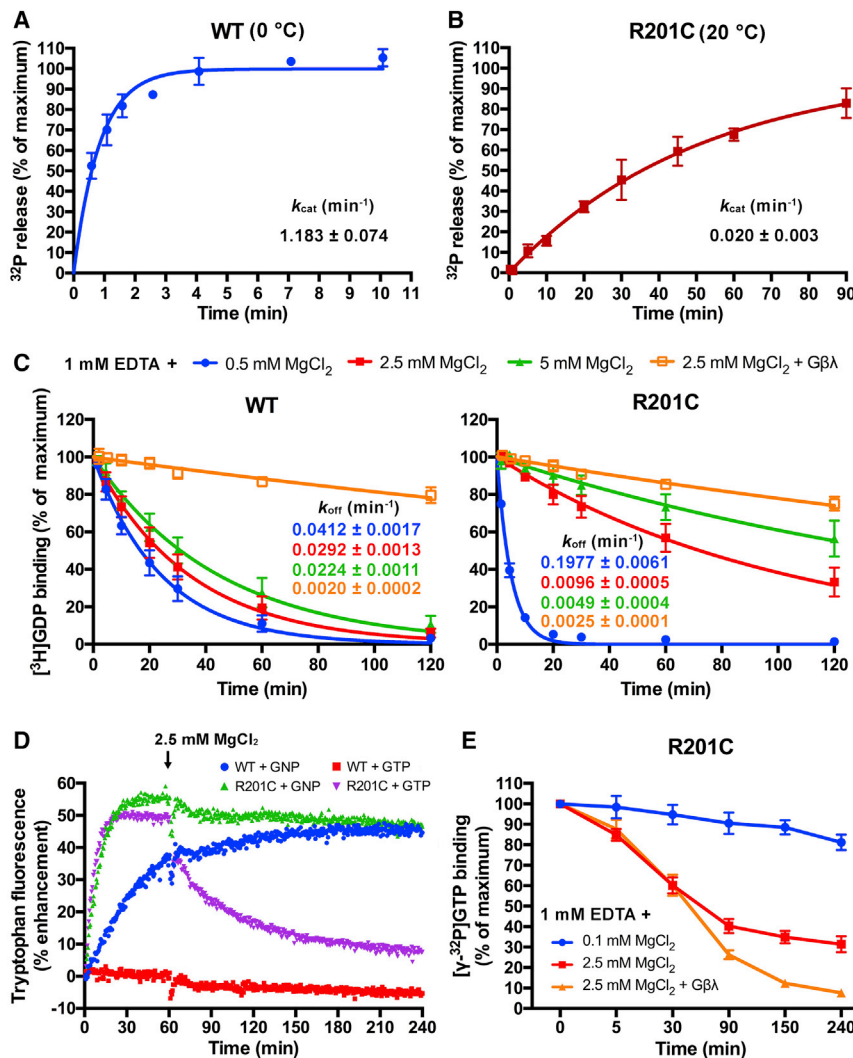 A
WT (0 °C)
³²P release (% of maximum)
110
100
90
80
70
60
50
40
30
20
10
0
k_cat (min⁻¹)
1.183 ± 0.074
0 1 2 3 4 5 6 7 8 9 10 11
Time (min)
B
R201C (20 °C)
³²P release (% of maximum)
110
100
90
80
70
60
50
40
30
20
10
0
k_cat (min⁻¹)
0.020 ± 0.003
0 10 20 30 40 50 60 70 80 90
Time (min)
C
1 mM EDTA + 0.5 mM MgCl₂ 2.5 mM MgCl₂ 5 mM MgCl₂ 2.5 mM MgCl₂ + Gβλ
WT
[³H]GDP binding (% of maximum)
120
100
80
60
40
20
0
k_off (min⁻¹)
0.0412 ± 0.0017
0.0292 ± 0.0013
0.0224 ± 0.0011
0.0020 ± 0.0002
0 20 40 60 80 100 120
Time (min)
R201C
120
100
80
60
40
20
0
k_off (min⁻¹)
0.1977 ± 0.0061
0.0096 ± 0.0005
0.0049 ± 0.0004
0.0025 ± 0.0001
0 20 40 60 80 100 120
Time (min)
D
2.5 mM MgCl₂
WT + GNP WT + GTP
R201C + GNP R201C + GTP
Tryptophan fluorescence
(% enhancement)
60
50
40
30
20
10
0
-10
0 30 60 90 120 150 180 210 240
Time (min)
E
R201C
[γ-³²P]GTP binding
(% of maximum)
110
100
90
80
70
60
50
40
30
20
10
0
1 mM EDTA +
0.1 mM MgCl₂
2.5 mM MgCl₂
2.5 mM MgCl₂ + Gβλ
0 5 30 90 150 240
Time (min)